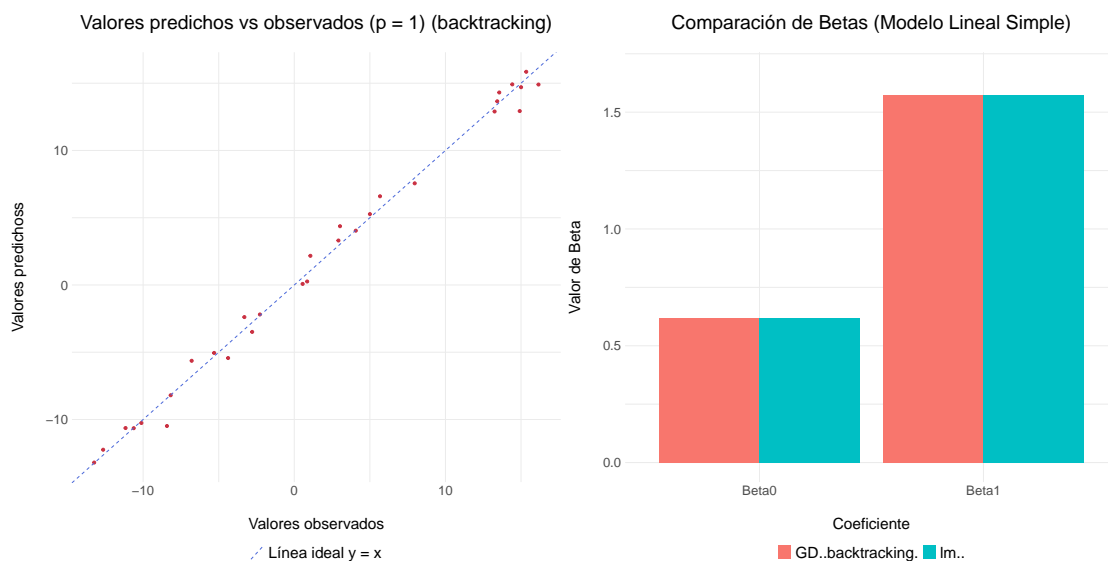 Valores predichos vs observados (p = 1) (backtracking)
Valores predichoss
10
0
−10
−10
0
10
Valores observados
Línea ideal y = x
Comparación de Betas (Modelo Lineal Simple)
Valor de Beta
1.5
1.0
0.5
0.0
Beta0
Beta1
Coeficiente
GD..backtracking.
lm..